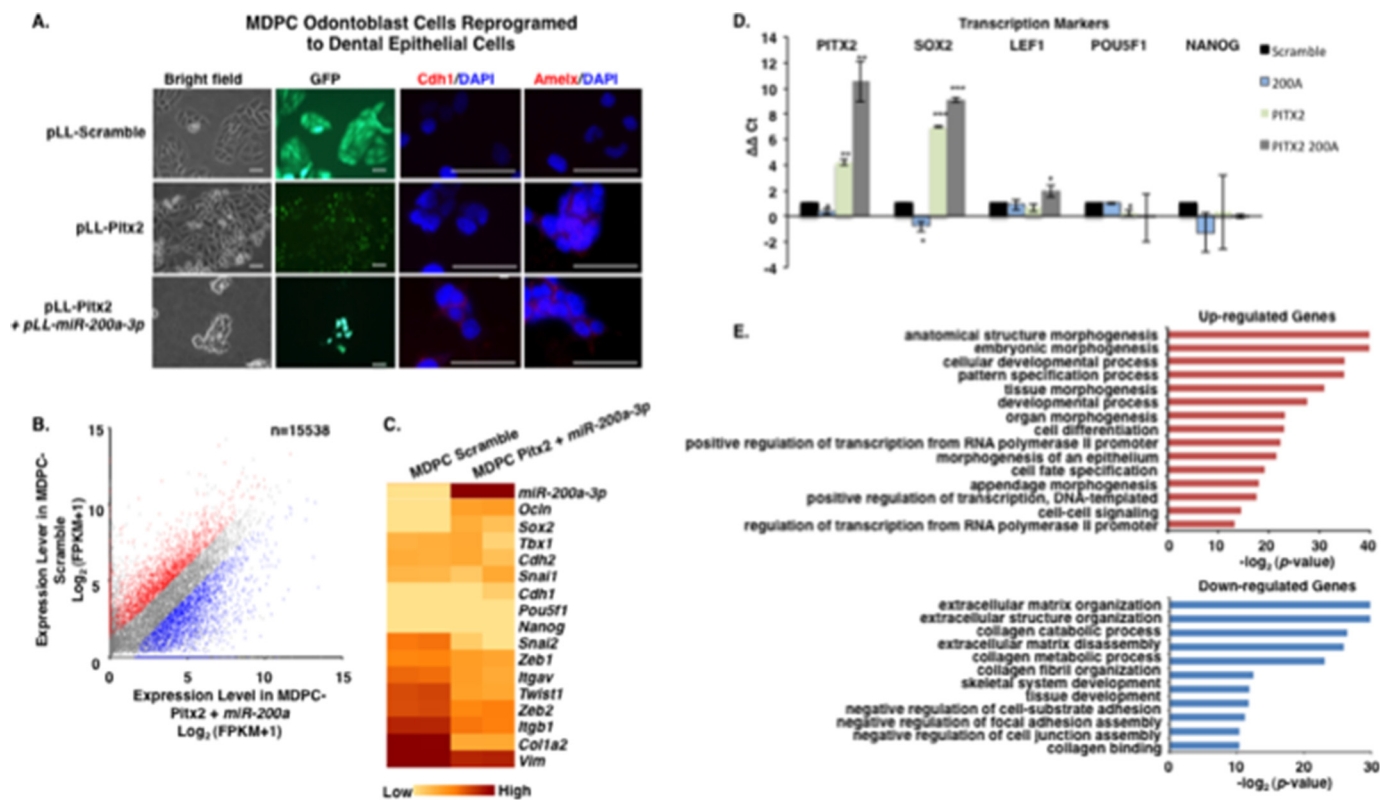 A.
MDPC Odontoblast Cells Reprogramed
to Dental Epithelial Cells
Bright field
GFP
Cdh1/DAPI
Amelx/DAPI
pLL-Scramble
pLL-Pitx2
pLL-Pitx2
+ pLL-miR-200a-3p
B.
n=15538
15
10
5
0
0
5
10
15
Expression Level in MDPC-
Scramble
Log2 (FPKM+1)
Expression Level in MDPC-
Pitx2 + miR-200a
Log2 (FPKM+1)
C.
MDPC Scramble
MDPC Pitx2 + miR-200a-3p
miR-200a-3p
Ocln
Sox2
Tbx1
Cdh2
Snai1
Cdh1
Pou5f1
Nanog
Snai2
Zeb1
Itgav
Twist1
Zeb2
Itgb1
Col1a2
Vim
Low
High
D.
Transcription Markers
PITX2
SOX2
LEF1
POU5F1
NANOG
ΔΔ Ct
14
12
10
8
6
4
2
0
-2
-4
Scramble
200A
PITX2
PITX2 200A
E.
Up-regulated Genes
anatomical structure morphogenesis
embryonic morphogenesis
cellular developmental process
pattern specification process
tissue morphogenesis
developmental process
organ morphogenesis
cell differentiation
positive regulation of transcription from RNA polymerase II promoter
morphogenesis of an epithelium
cell fate specification
appendage morphogenesis
positive regulation of transcription, DNA-templated
cell-cell signaling
regulation of transcription from RNA polymerase II promoter
0
10
20
30
40
-log2 (p-value)
Down-regulated Genes
extracellular matrix organization
extracellular structure organization
collagen catabolic process
extracellular matrix disassembly
collagen metabolic process
collagen fibril organization
skeletal system development
tissue development
negative regulation of cell-substrate adhesion
negative regulation of focal adhesion assembly
negative regulation of cell junction assembly
collagen binding
0
10
20
30
-log2 (p-value)